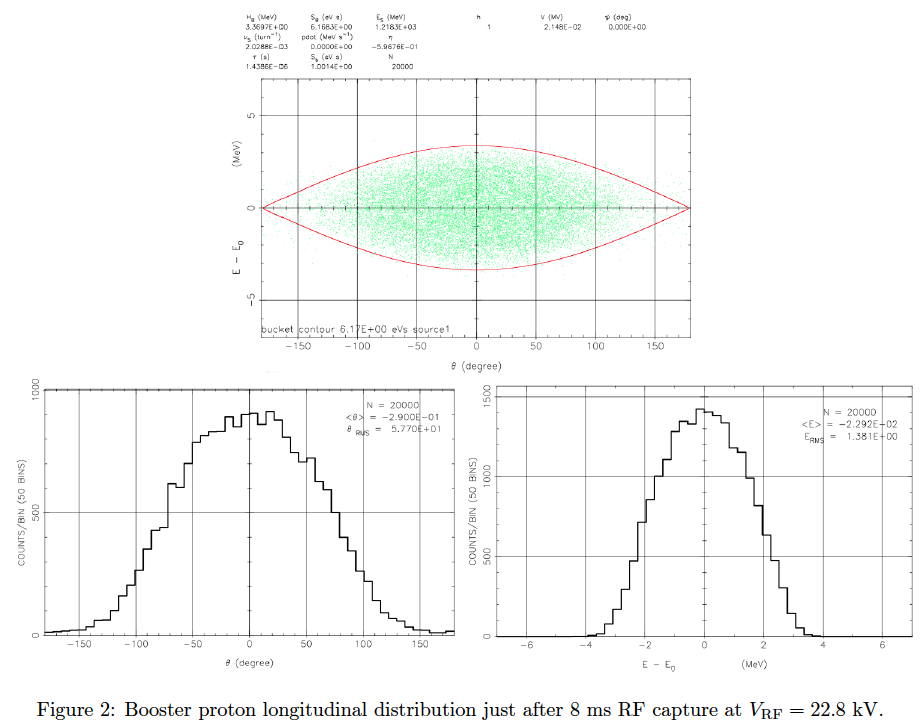 H_B (MeV) S_B (eV s) E_S (MeV) h V (MV) ψ (deg)
3.3697E+00 6.1683E+00 1.2183E+03 1 2.148E-02 0.000E+00
ν_S (turn⁻¹) pdot (MeV s⁻¹) η
2.0288E-03 0.0000E+00 -5.9676E-01
τ (s) S_b (eV s) N
1.4386E-06 1.0014E+00 20000
5
0
-5
E - E₀ (MeV)
bucket contour 6.17E+00 eVs source1
-150 -100 -50 0 50 100 150
θ (degree)
1000
500
0
COUNTS/BIN (50 BINS)
N = 20000
<θ> = -2.900E-01
θ_RMS = 5.770E+01
-150 -100 -50 0 50 100 150
θ (degree)
1500
1000
500
0
COUNTS/BIN (50 BINS)
N = 20000
<E> = -2.292E-02
E_RMS = 1.381E+00
-6 -4 -2 0 2 4 6
E - E₀ (MeV)
Figure 2: Booster proton longitudinal distribution just after 8 ms RF capture at V_RF = 22.8 kV.